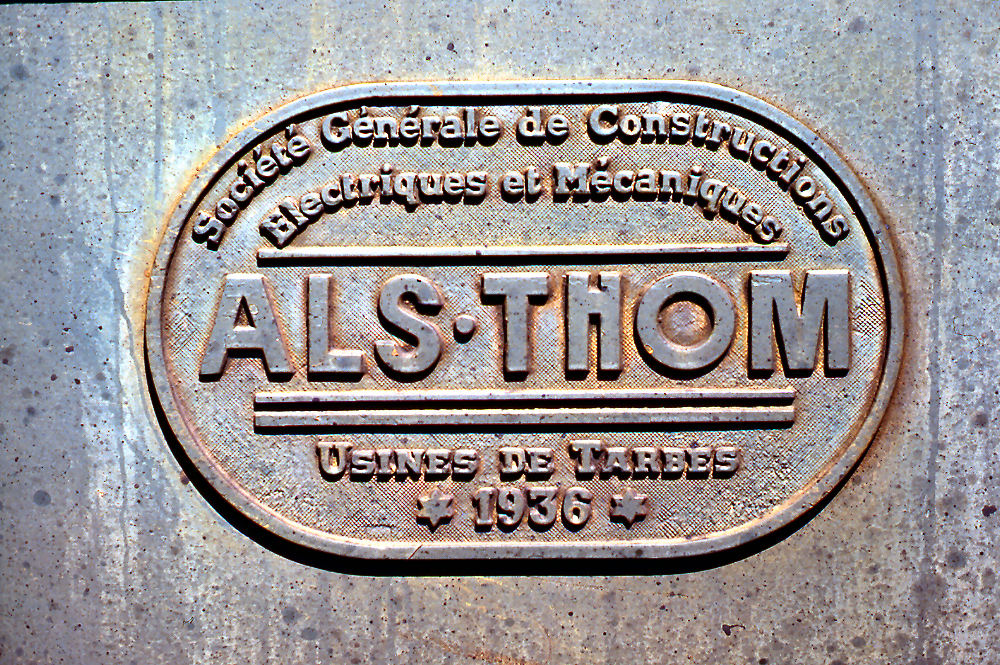 Société Générale de Constructions
Electriques et Mécaniques
ALS·THOM
USINES DE TARBES
✶ 1936 ✶